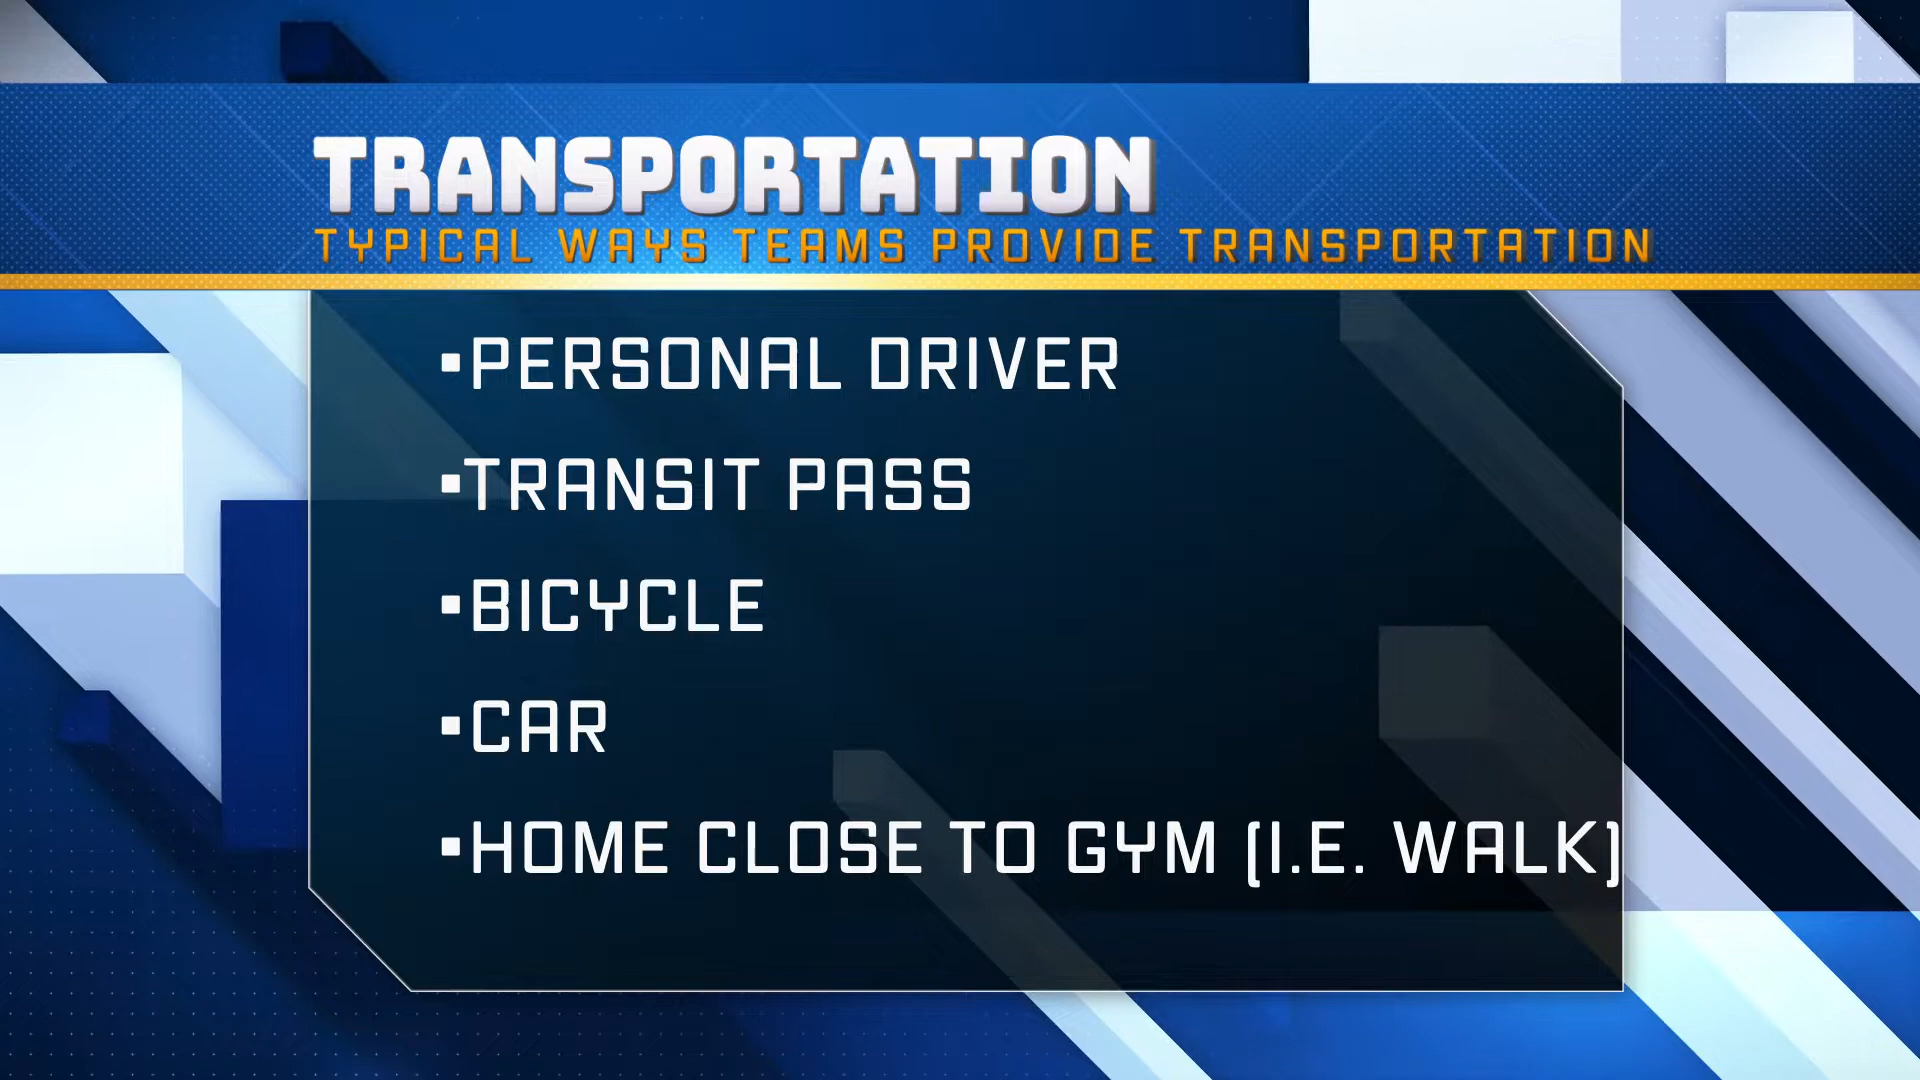 TRANSPORTATION
TYPICAL WAYS TEAMS PROVIDE TRANSPORTATION
▪PERSONAL DRIVER
▪TRANSIT PASS
▪BICYCLE
▪CAR
▪HOME CLOSE TO GYM (I.E. WALK)